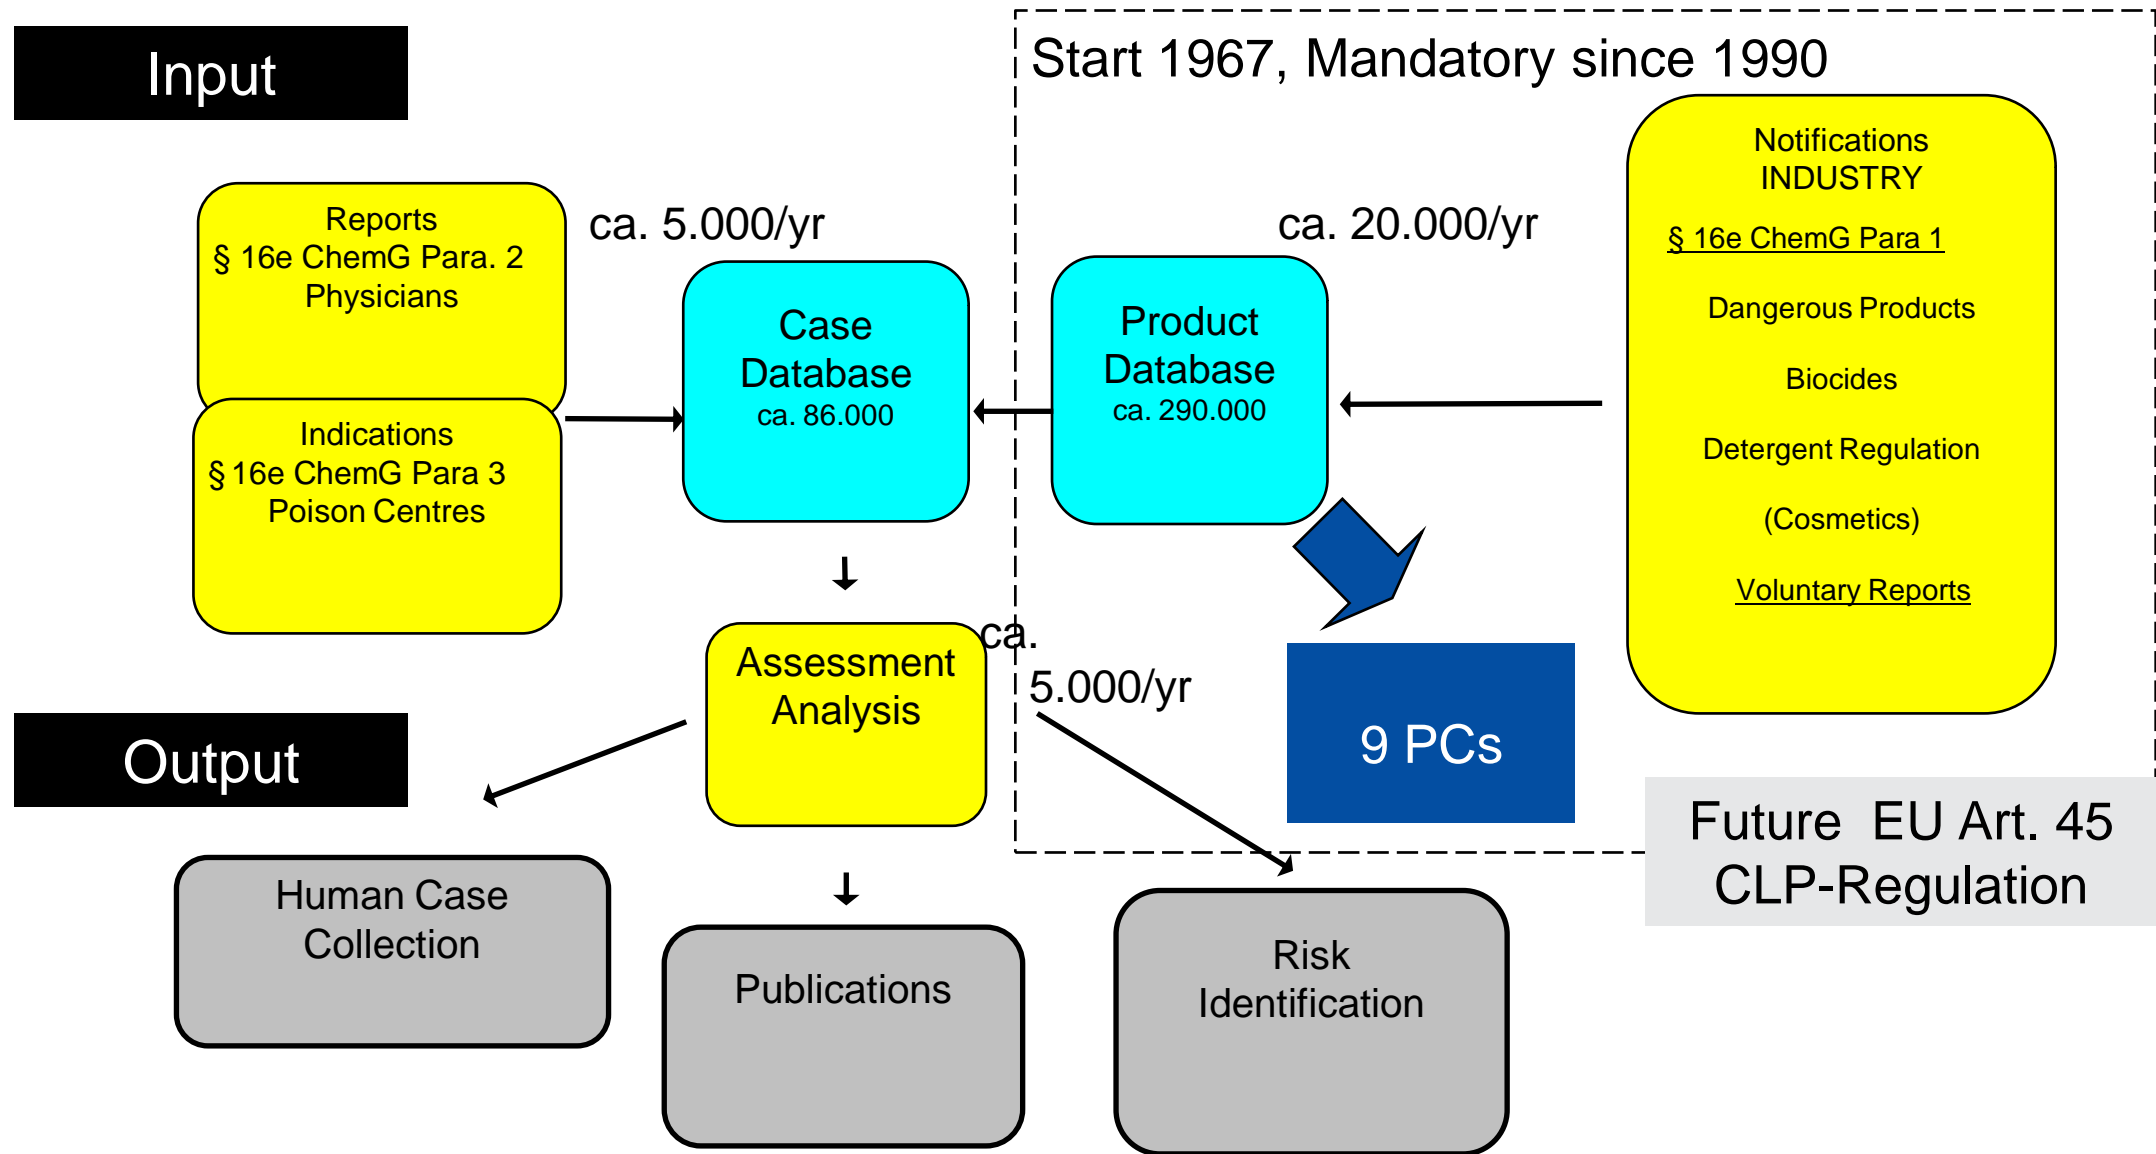 Input
Start 1967, Mandatory since 1990
Reports
§ 16e ChemG Para. 2
Physicians
ca. 5.000/yr
Indications
§ 16e ChemG Para 3
Poison Centres
Case
Database
ca. 86.000
Product
Database
ca. 290.000
ca. 20.000/yr
Notifications
INDUSTRY
§ 16e ChemG Para 1
Dangerous Products
Biocides
Detergent Regulation
(Cosmetics)
Voluntary Reports
Assessment
Analysis
ca.
5.000/yr
9 PCs
Output
Future EU Art. 45
CLP-Regulation
Human Case
Collection
Publications
Risk
Identification